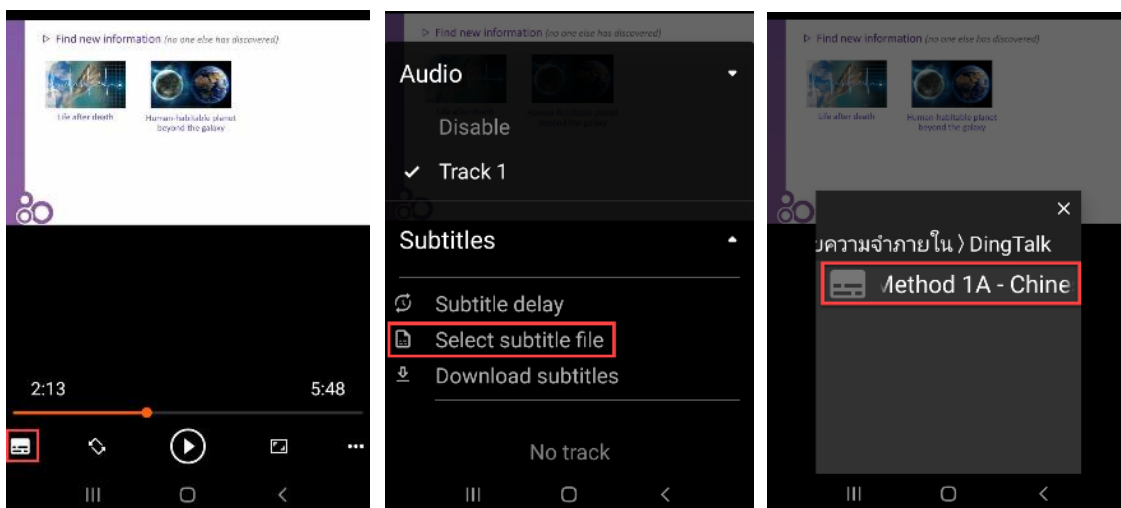 ▷ Find new information (no one else has discovered)
Life after death
Human-habitable planet
beyond the galaxy
2:13
5:48
▷ Find new information (no one else has discovered)
Audio
Disable
✓ Track 1
Subtitles
Subtitle delay
Select subtitle file
Download subtitles
No track
▷ Find new information (no one else has discovered)
Life after death
Human-habitable planet
beyond the galaxy
ยความจำภายใน 〉DingTalk
Method 1A - Chine